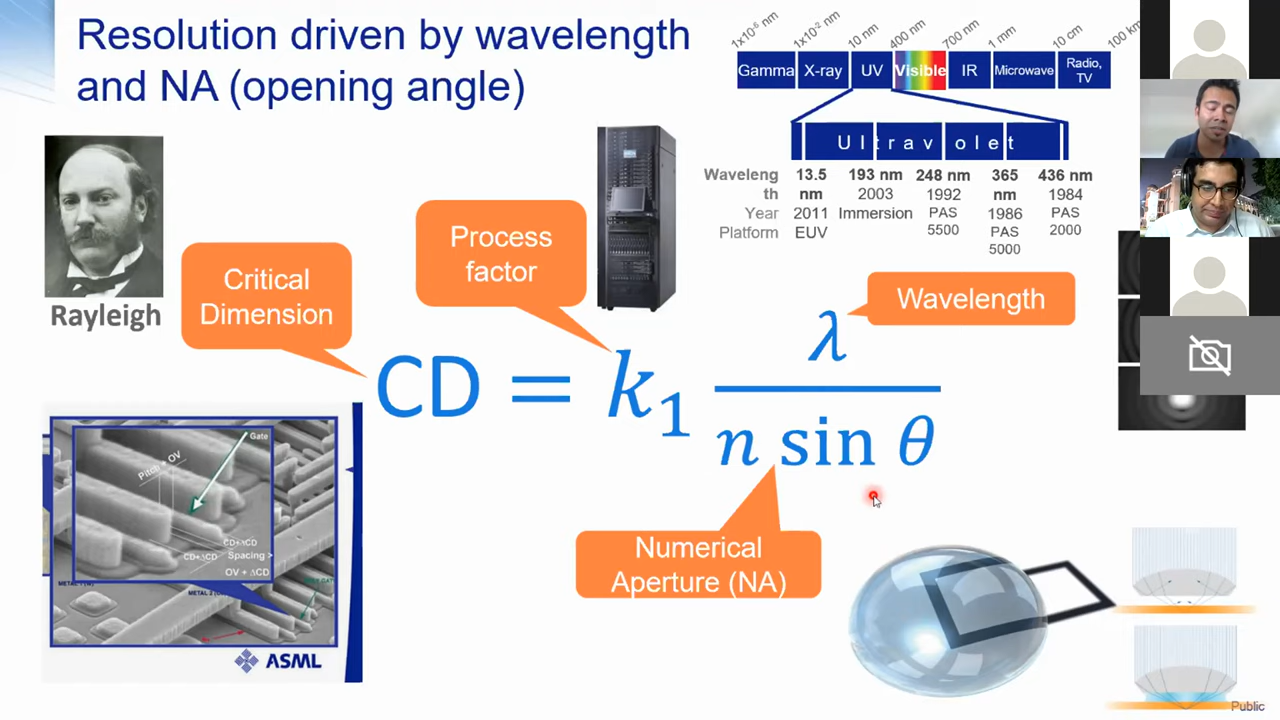 Resolution driven by wavelength
and NA (opening angle)
1x10⁻⁶ nm
1x10⁻² nm
10 nm
400 nm
700 nm
1 mm
10 cm
100 km
Gamma
X-ray
UV
Visible
IR
Microwave
Radio,
TV
U l t r a v o l e t
Waveleng
th
Year
Platform
13.5
nm
2011
EUV
193 nm
2003
Immersion
248 nm
1992
PAS
5500
365
nm
1986
PAS
5000
436 nm
1984
PAS
2000
Rayleigh
Critical
Dimension
Process
factor
Wavelength
CD = k₁ λ / n sin θ
Numerical
Aperture (NA)
Gate
Pitch + OV
CD+ΔCD
CD+ΔCD
Spacing >
OV + ΔCD
ASML
Public